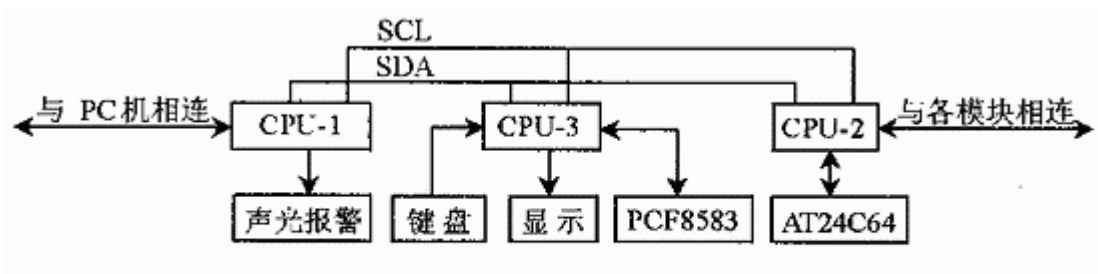 SCL
SDA
与 PC机相连
CPU-1
CPU-3
CPU-2
与各模块相连
声光报警
键盘
显示
PCF8583
AT24C64